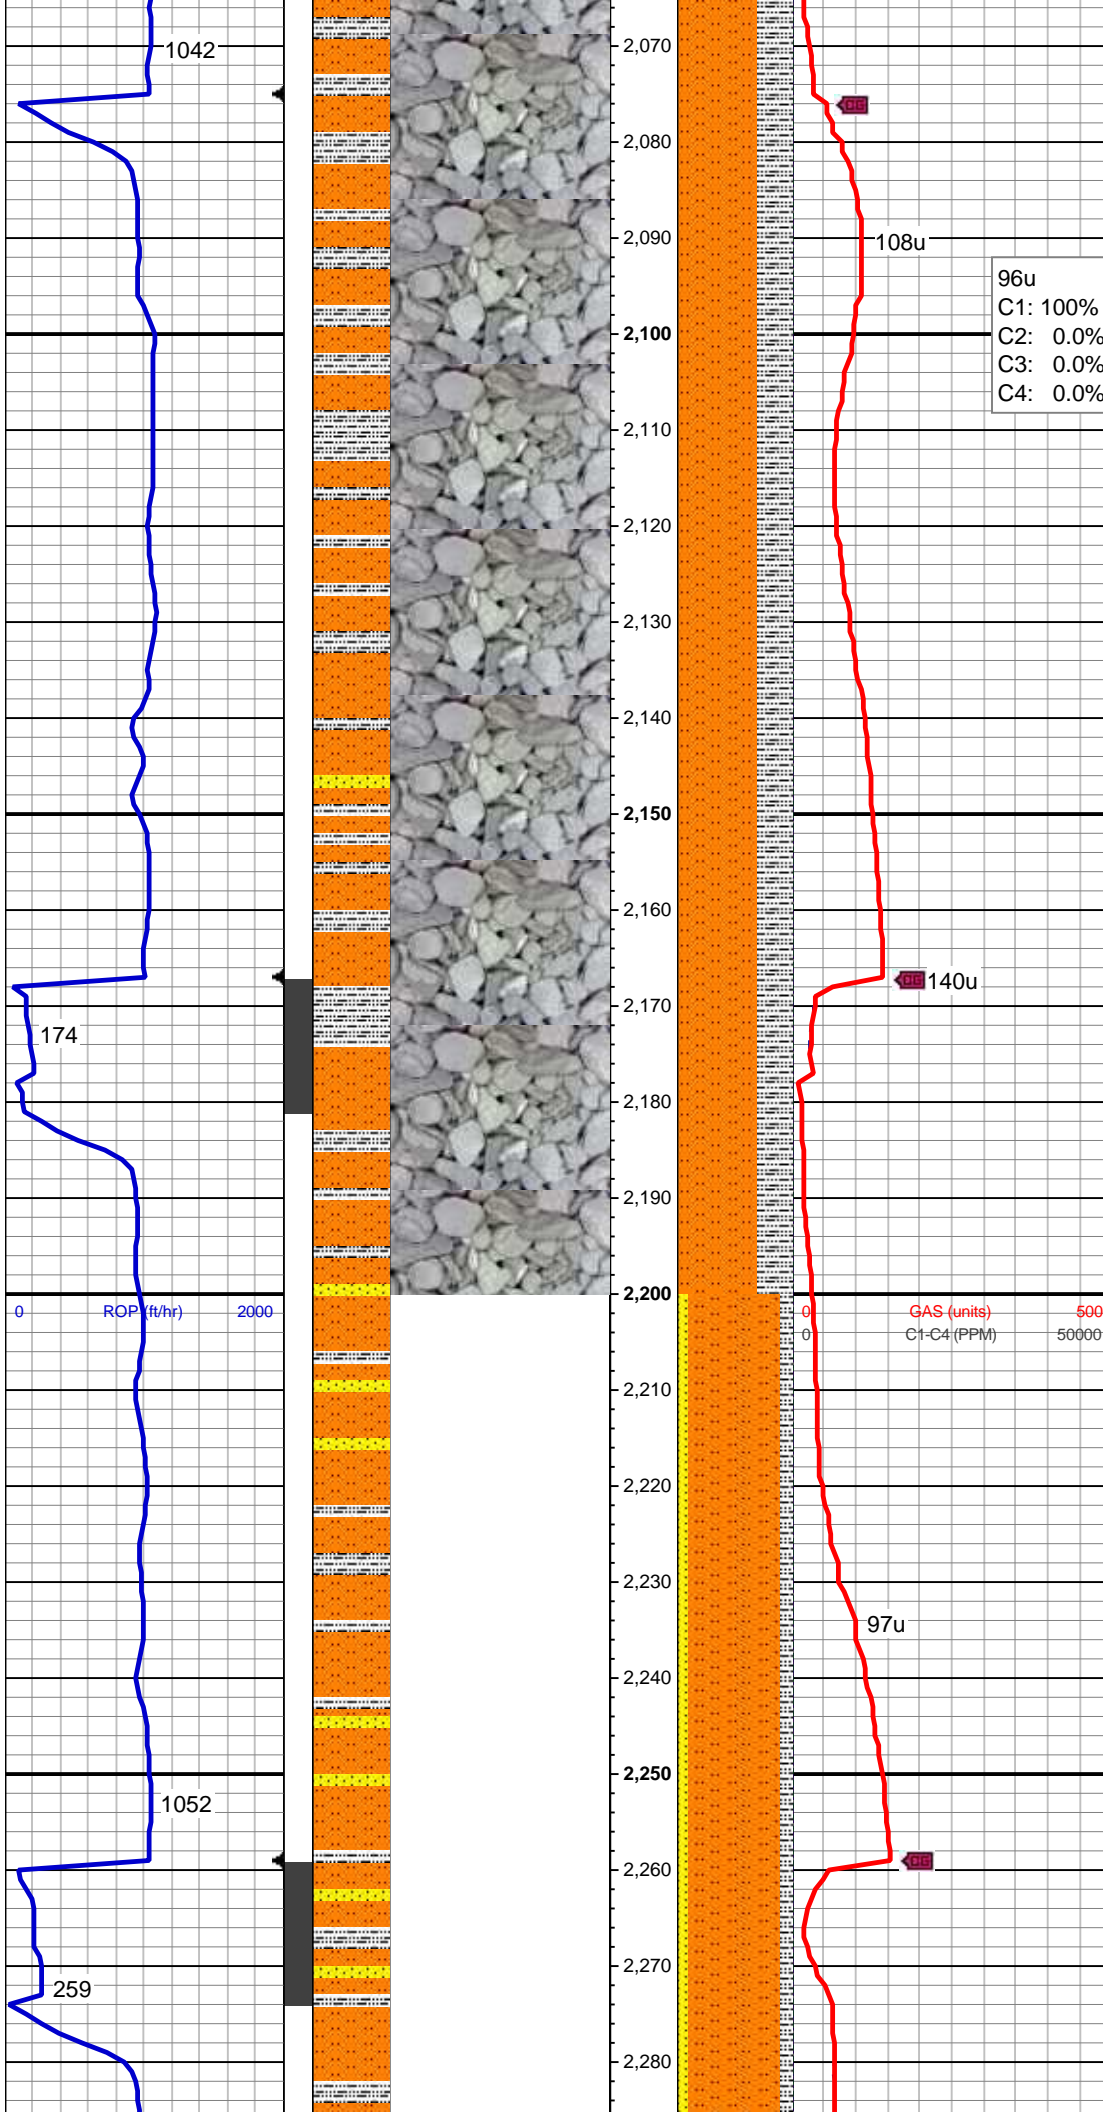 2,070
1042
CG
2,080
2,090
108u
96u
C1: 100%
C2: 0.0%
C3: 0.0%
C4: 0.0%
2,100
2,110
2,120
2,130
2,140
2,150
2,160
CG 140u
2,170
174
2,180
2,190
2,200
0 ROP (ft/hr) 2000
0 GAS (units) 500
0 C1-C4 (PPM) 50000
2,210
2,220
2,230
97u
2,240
2,250
1052
2,260
CG
2,270
259
2,280